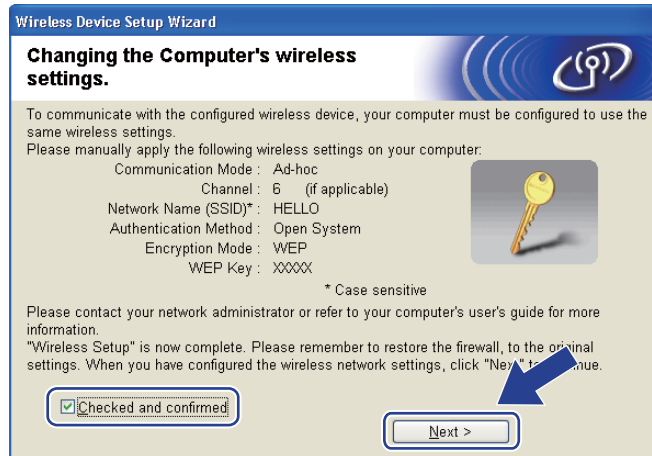 Wireless Device Setup Wizard
Changing the Computer's wireless
settings.
To communicate with the configured wireless device, your computer must be configured to use the
same wireless settings.
Please manually apply the following wireless settings on your computer:
Communication Mode : Ad-hoc
Channel : 6 (if applicable)
Network Name (SSID)* : HELLO
Authentication Method : Open System
Encryption Mode : WEP
WEP Key : XXXXX
* Case sensitive
Please contact your network administrator or refer to your computer's user's guide for more
information.
"Wireless Setup" is now complete. Please remember to restore the firewall, to the original
settings. When you have configured the wireless network settings, click "Next" to continue.
Checked and confirmed
Next >